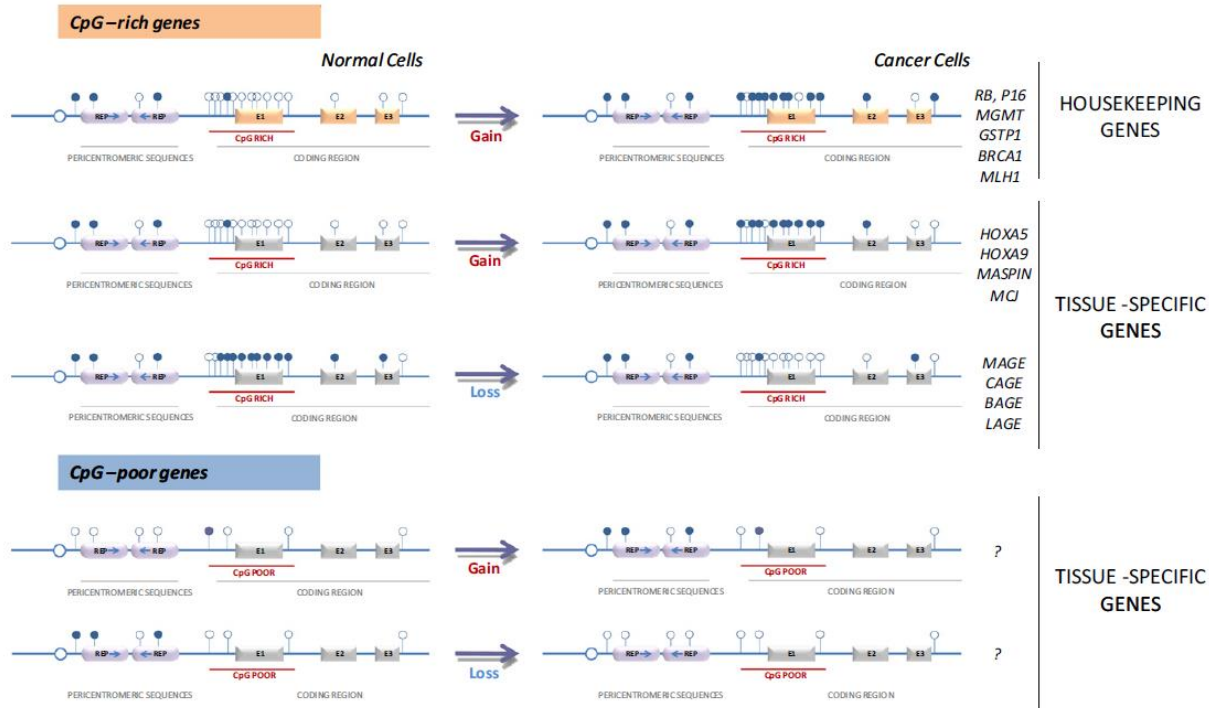 CpG –rich genes
Normal Cells
Cancer Cells
REP REP E1 E2 E3
CpG RICH
PERICENTROMERIC SEQUENCES
CODING REGION
Gain
REP REP E1 E2 E3
CpG RICH
PERICENTROMERIC SEQUENCES
CODING REGION
RB, P16
MGMT
GSTP1
BRCA1
MLH1
HOUSEKEEPING
GENES
REP REP E1 E2 E3
CpG RICH
PERICENTROMERIC SEQUENCES
CODING REGION
Gain
REP REP E1 E2 E3
CpG RICH
PERICENTROMERIC SEQUENCES
CODING REGION
HOXA5
HOXA9
MASPIN
MCJ
TISSUE -SPECIFIC
GENES
REP REP E1 E2 E3
CpG RICH
PERICENTROMERIC SEQUENCES
CODING REGION
Loss
REP REP E1 E2 E3
CpG RICH
PERICENTROMERIC SEQUENCES
CODING REGION
MAGE
CAGE
BAGE
LAGE
CpG –poor genes
REP REP E1 E2 E3
CpG POOR
PERICENTROMERIC SEQUENCES
CODING REGION
Gain
REP REP E1 E2 E3
CpG POOR
PERICENTROMERIC SEQUENCES
CODING REGION
?
TISSUE -SPECIFIC
GENES
REP REP E1 E2 E3
CpG POOR
PERICENTROMERIC SEQUENCES
CODING REGION
Loss
REP REP E1 E2 E3
CpG POOR
PERICENTROMERIC SEQUENCES
CODING REGION
?